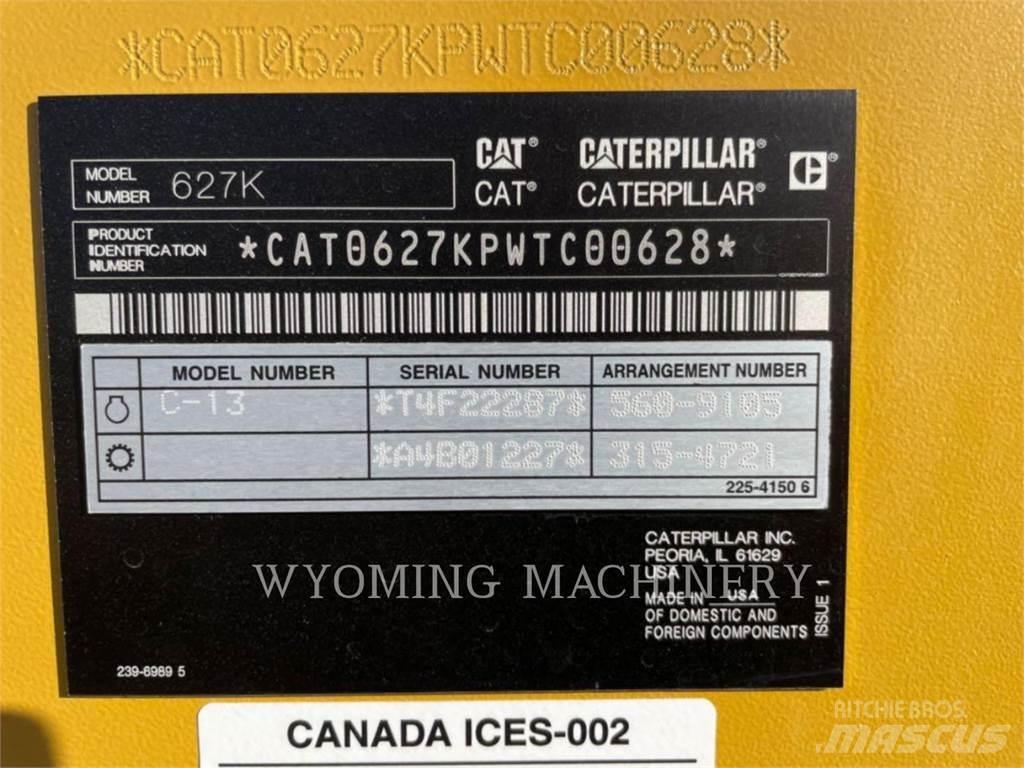 *CAT0627KPWTC00628*
CAT® CATERPILLAR®
CAT® CATERPILLAR®
MODEL
NUMBER 627K
PRODUCT
IDENTIFICATION
NUMBER *CAT0627KPWTC00628*
MODEL NUMBER SERIAL NUMBER ARRANGEMENT NUMBER
C-13 *T4F22287* 560-9105
*A4B01227* 315-4721
225-4150 6
CATERPILLAR INC.
PEORIA, IL 61629
USA
MADE IN USA
OF DOMESTIC AND
FOREIGN COMPONENTS
ISSUE 1
WYOMING MACHINERY
239-6989 5
CANADA ICES-002
RITCHIE BROS.
MASCUS